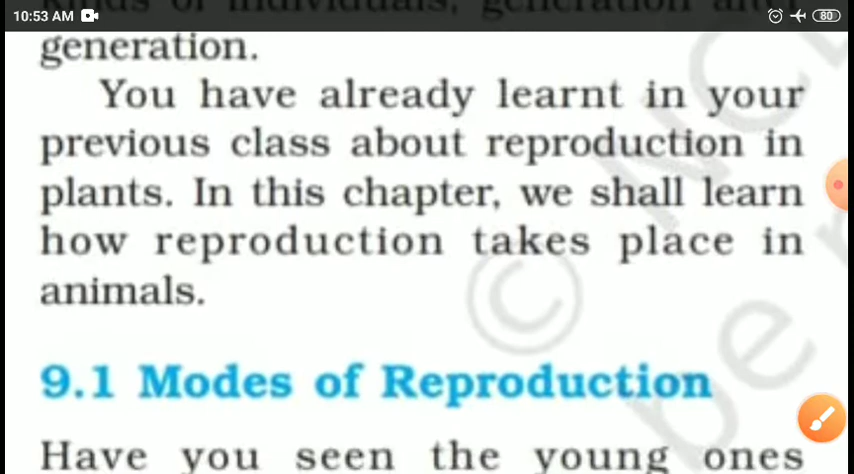 10:53 AM
80
generation.
You have already learnt in your
previous class about reproduction in
plants. In this chapter, we shall learn
how reproduction takes place in
animals.
9.1 Modes of Reproduction
Have you seen the young ones
©
be